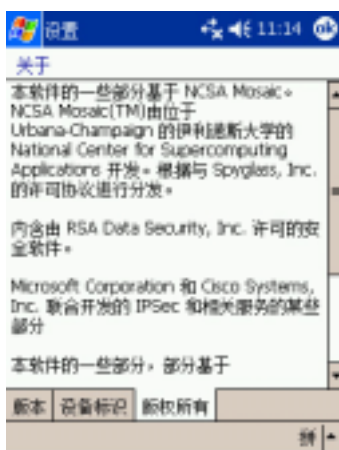 设置 11:14 ok
关于
本软件的一些部分基于 NCSA Mosaic。
NCSA Mosaic(TM)由位于
Urbana-Champaign 的伊利诺斯大学的
National Center for Supercomputing
Applications 开发。根据与 Spyglass, Inc.
的许可协议进行分发。
内含由 RSA Data Security, Inc. 许可的安
全软件。
Microsoft Corporation 和 Cisco Systems,
Inc. 联合开发的 IPSec 和相关服务的某些
部分
本软件的一些部分，部分基于
版本 设备标识 版权所有
拼